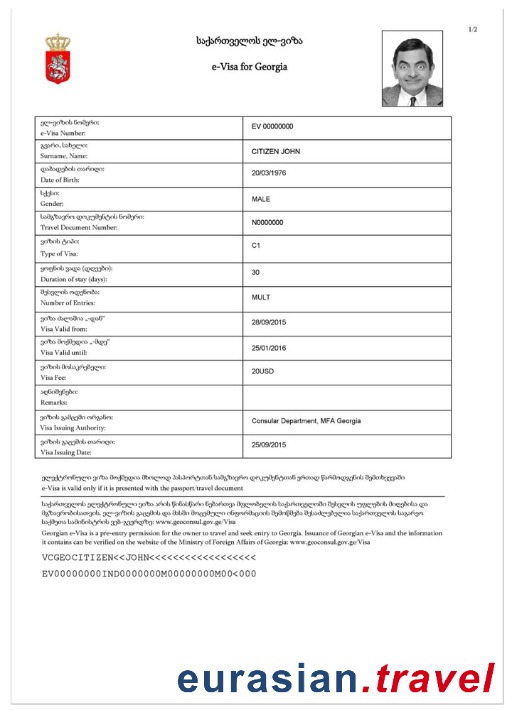 1/2
საქართველოს ელ-ვიზა
e-Visa for Georgia
ელ-ვიზის ნომერი:
e-Visa Number:
EV 00000000
გვარი, სახელი:
Surname, Name:
CITIZEN JOHN
დაბადების თარიღი:
Date of Birth:
20/03/1976
სქესი:
Gender:
MALE
სამგზავრო დოკუმენტის ნომერი:
Travel Document Number:
N0000000
ვიზის ტიპი:
Type of Visa:
C1
ყოფნის ვადა (დღეები):
Duration of stay (days):
30
შესვლის ოდენობა:
Number of Entries:
MULT
ვიზა ძალაშია „-დან"
Visa Valid from:
28/09/2015
ვიზა მოქმედია „-მდე"
Visa Valid until:
25/01/2016
ვიზის მოსაკრებელი:
Visa Fee:
20USD
აღნიშვნები:
Remarks:
ვიზის გამცემი ორგანო:
Visa Issuing Authority:
Consular Department, MFA Georgia
ვიზის გაცემის თარიღი:
Visa Issuing Date:
25/09/2015
ელექტრონული ვიზა მოქმედია მხოლოდ პასპორტთან/სამგზავრო დოკუმენტთან ერთად წარმოდგენის შემთხვევაში
e-Visa is valid only if it is presented with the passport/travel document
საქართველოს ელექტრონული ვიზა არის წინასწარი ნებართვა მფლობელის საქართველოში შესვლის უფლების მიღებისა და
მგზავრობისათვის. ელ-ვიზის გაცემის და მასში მოცემული ინფორმაციის შემოწმება შესაძლებელია საქართველოს საგარეო
საქმეთა სამინისტროს ვებ-გვერდზე: www.geoconsul.gov.ge/Visa
Georgian e-Visa is a pre-entry permission for the owner to travel and seek entry to Georgia. Issuance of Georgian e-Visa and the information
it contains can be verified on the website of the Ministry of Foreign Affairs of Georgia: www.geoconsul.gov.ge/Visa
VCGEOCITIZEN<<JOHN<<<<<<<<<<<<<<<<<<
EV00000000IND0000000M00000000M00<000
eurasian.travel